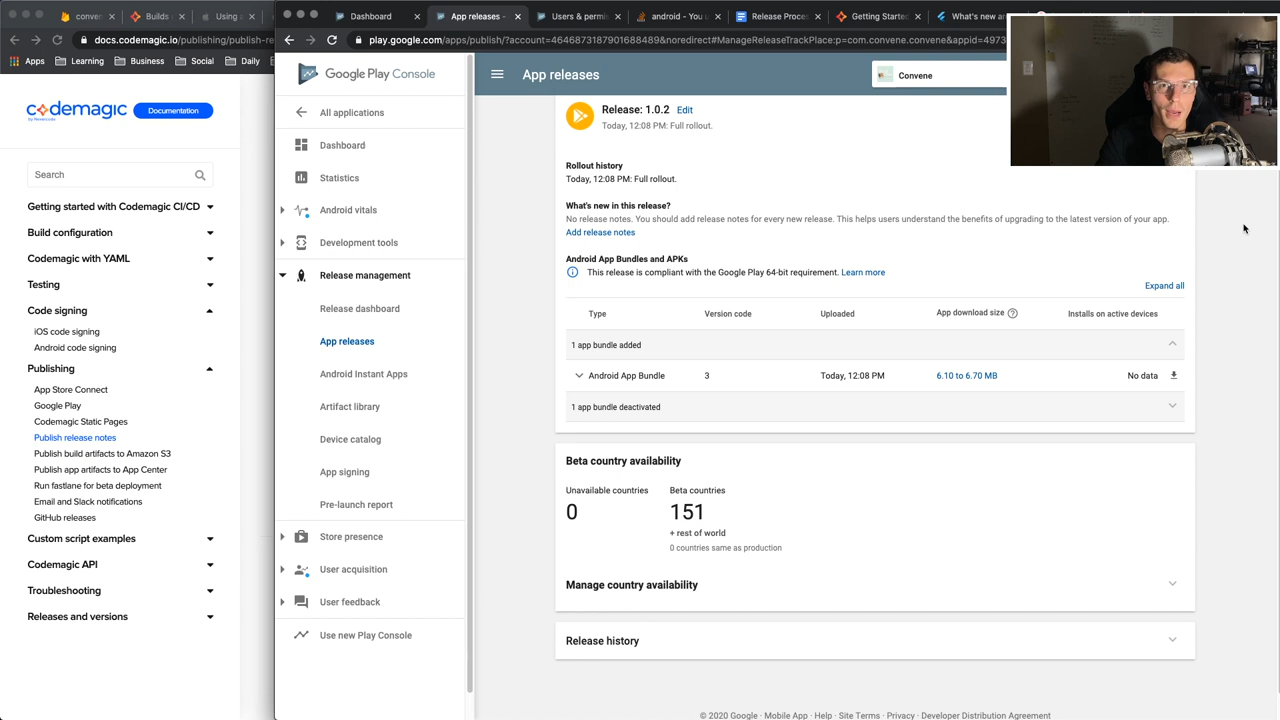 conven
Builds
Using a
docs.codemagic.io/publishing/publish-re
Apps
Learning
Business
Social
Daily
codemagic
Documentation
Search
Getting started with Codemagic CI/CD
Build configuration
Codemagic with YAML
Testing
Code signing
iOS code signing
Android code signing
Publishing
App Store Connect
Google Play
Codemagic Static Pages
Publish release notes
Publish build artifacts to Amazon S3
Publish app artifacts to App Center
Run fastlane for beta deployment
Email and Slack notifications
GitHub releases
Custom script examples
Codemagic API
Troubleshooting
Releases and versions
Dashboard
App releases -
Users & permis
android - You u
Release Proces
Getting Started
What's new an
play.google.com/apps/publish/?account=4646873187901688489&noredirect#ManageReleaseTrackPlace:p=com.convene.convene&appid=4973
Google Play Console
All applications
Dashboard
Statistics
Android vitals
Development tools
Release management
Release dashboard
App releases
Android Instant Apps
Artifact library
Device catalog
App signing
Pre-launch report
Store presence
User acquisition
User feedback
Use new Play Console
App releases
Convene
Release: 1.0.2 Edit
Today, 12:08 PM: Full rollout.
Rollout history
Today, 12:08 PM: Full rollout.
What's new in this release?
No release notes. You should add release notes for every new release. This helps users understand the benefits of upgrading to the latest version of your app.
Add release notes
Android App Bundles and APKs
This release is compliant with the Google Play 64-bit requirement. Learn more
Expand all
Type Version code Uploaded App download size Installs on active devices
1 app bundle added
Android App Bundle 3 Today, 12:08 PM 6.10 to 6.70 MB No data
1 app bundle deactivated
Beta country availability
Unavailable countries Beta countries
0 151
+ rest of world
0 countries same as production
Manage country availability
Release history
© 2020 Google · Mobile App · Help · Site Terms · Privacy · Developer Distribution Agreement